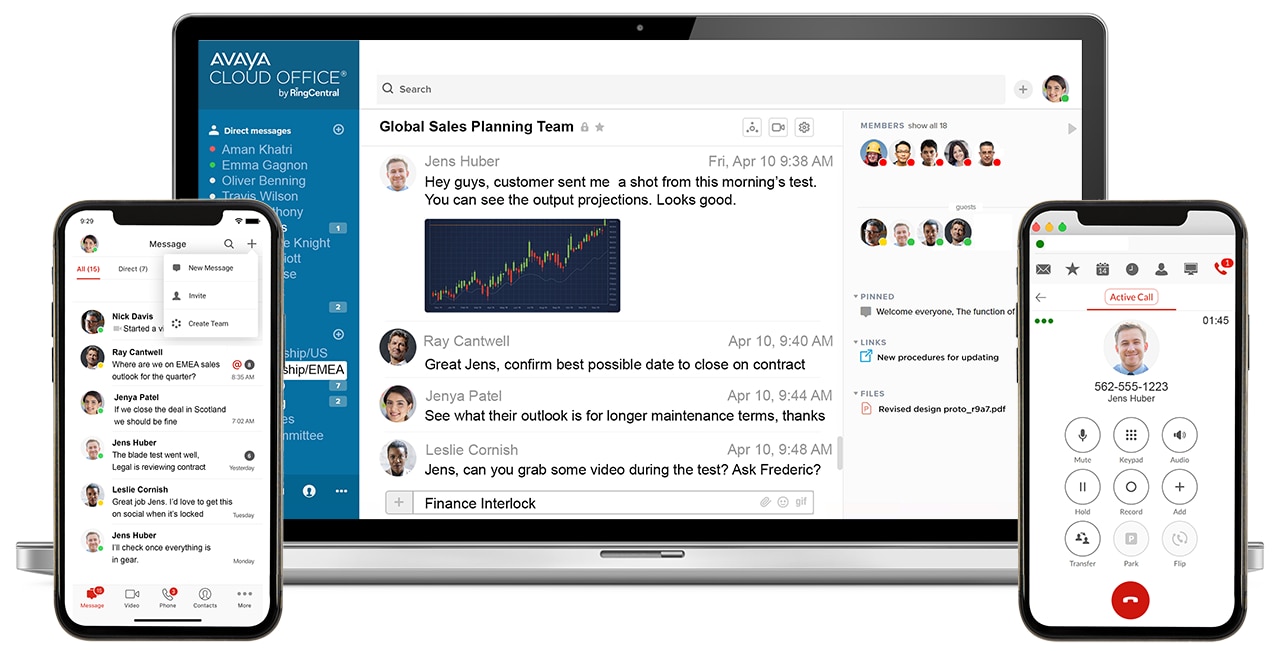 AVAYA
CLOUD OFFICE®
by RingCentral
Search
Direct messages
Aman Khatri
Emma Gagnon
Oliver Benning
Travis Wilson
1
Knight
2
ship/US
ship/EMEA
7
2
Global Sales Planning Team
Jens Huber
Fri, Apr 10 9:38 AM
Hey guys, customer sent me a shot from this morning's test.
You can see the output projections. Looks good.
Ray Cantwell
Apr 10, 9:40 AM
Great Jens, confirm best possible date to close on contract
Jenya Patel
Apr 10, 9:44 AM
See what their outlook is for longer maintenance terms, thanks
Leslie Cornish
Apr 10, 9:48 AM
Jens, can you grab some video during the test? Ask Frederic?
Finance Interlock
gif
MEMBERS show all 18
guests
PINNED
Welcome everyone, The function of
LINKS
New procedures for updating
FILES
Revised design proto_r9a7.pdf
9:29
Message
All (15)
Direct (7)
New Message
Invite
Create Team
Nick Davis
Started a vi
Ray Cantwell
Where are we on EMEA sales
outlook for the quarter?
@
8:35 AM
Jenya Patel
If we close the deal in Scotland
we should be fine
7:02 AM
Jens Huber
The blade test went well,
Legal is reviewing contract
Yesterday
Leslie Cornish
Great job Jens. I'd love to get this
on social when it's locked
Tuesday
Jens Huber
I'll check once everything is
in gear.
Monday
Message
Video
Phone
Contacts
More
14
1
Active Call
01:45
562-555-1223
Jens Huber
Mute
Keypad
Audio
Hold
Record
Add
Transfer
P
Park
Flip